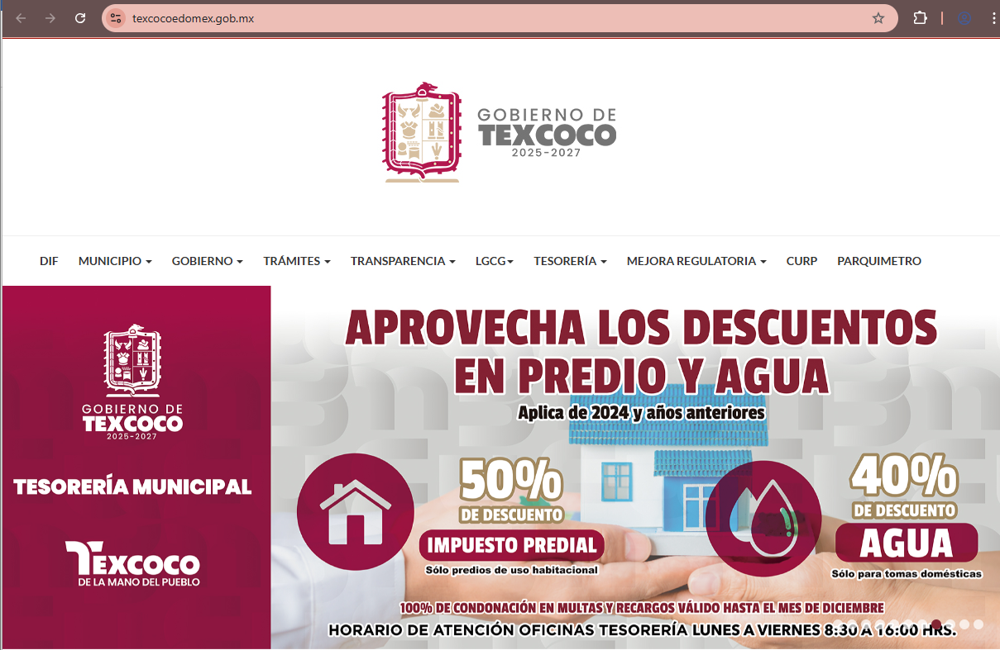 texcocoedomex.gob.mx
GOBIERNO DE
TEXCOCO
2025-2027
DIF MUNICIPIO GOBIERNO TRÁMITES TRANSPARENCIA LGCG TESORERÍA MEJORA REGULATORIA CURP PARQUIMETRO
GOBIERNO DE
TEXCOCO
2025-2027
TESORERÍA MUNICIPAL
TEXCOCO
DE LA MANO DEL PUEBLO
APROVECHA LOS DESCUENTOS
EN PREDIO Y AGUA
Aplica de 2024 y años anteriores
50%
DE DESCUENTO
IMPUESTO PREDIAL
Sólo predios de uso habitacional
40%
DE DESCUENTO
AGUA
Sólo para tomas domésticas
100% DE CONDONACIÓN EN MULTAS Y RECARGOS VÁLIDO HASTA EL MES DE DICIEMBRE
HORARIO DE ATENCIÓN OFICINAS TESORERÍA LUNES A VIERNES 8:30 A 16:00 HRS.